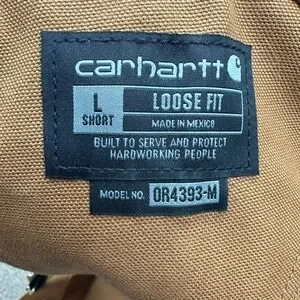 carhartt
L
SHORT
LOOSE FIT
MADE IN MEXICO
BUILT TO SERVE AND PROTECT
HARDWORKING PEOPLE
MODEL NO. OR4393-M